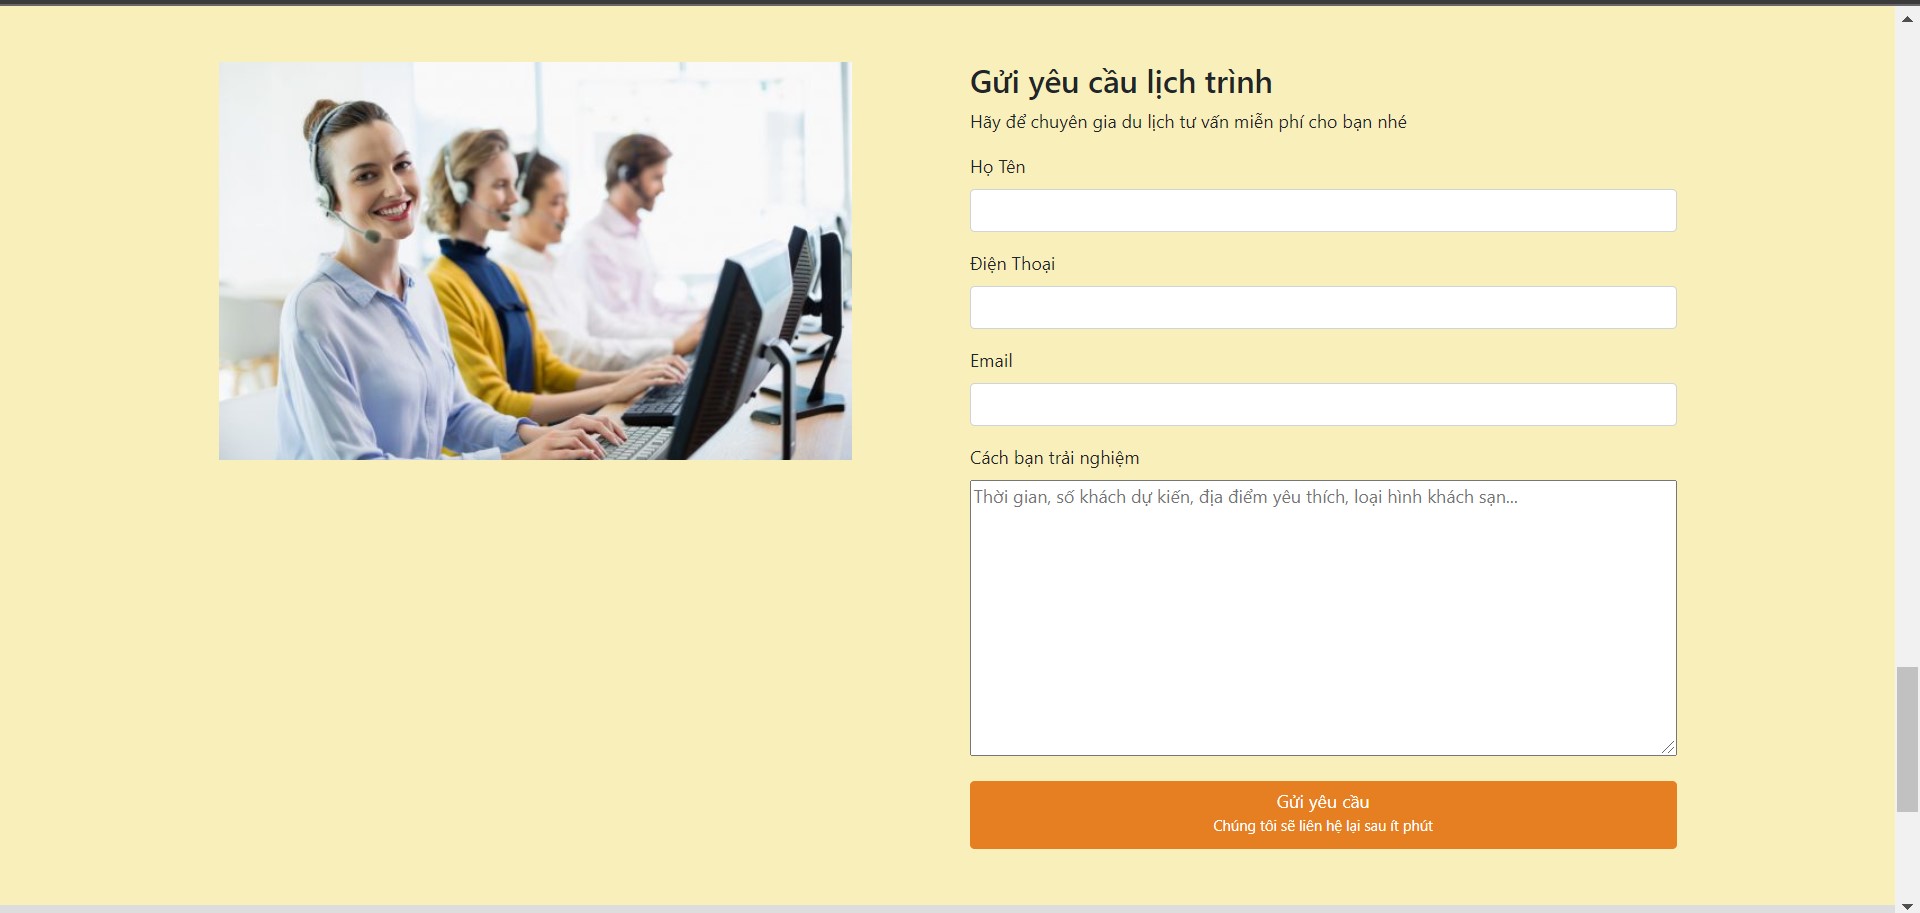 Gửi yêu cầu lịch trình
Hãy để chuyên gia du lịch tư vấn miễn phí cho bạn nhé
Họ Tên
Điện Thoại
Email
Cách bạn trải nghiệm
Thời gian, số khách dự kiến, địa điểm yêu thích, loại hình khách sạn...
Gửi yêu cầu
Chúng tôi sẽ liên hệ lại sau ít phút